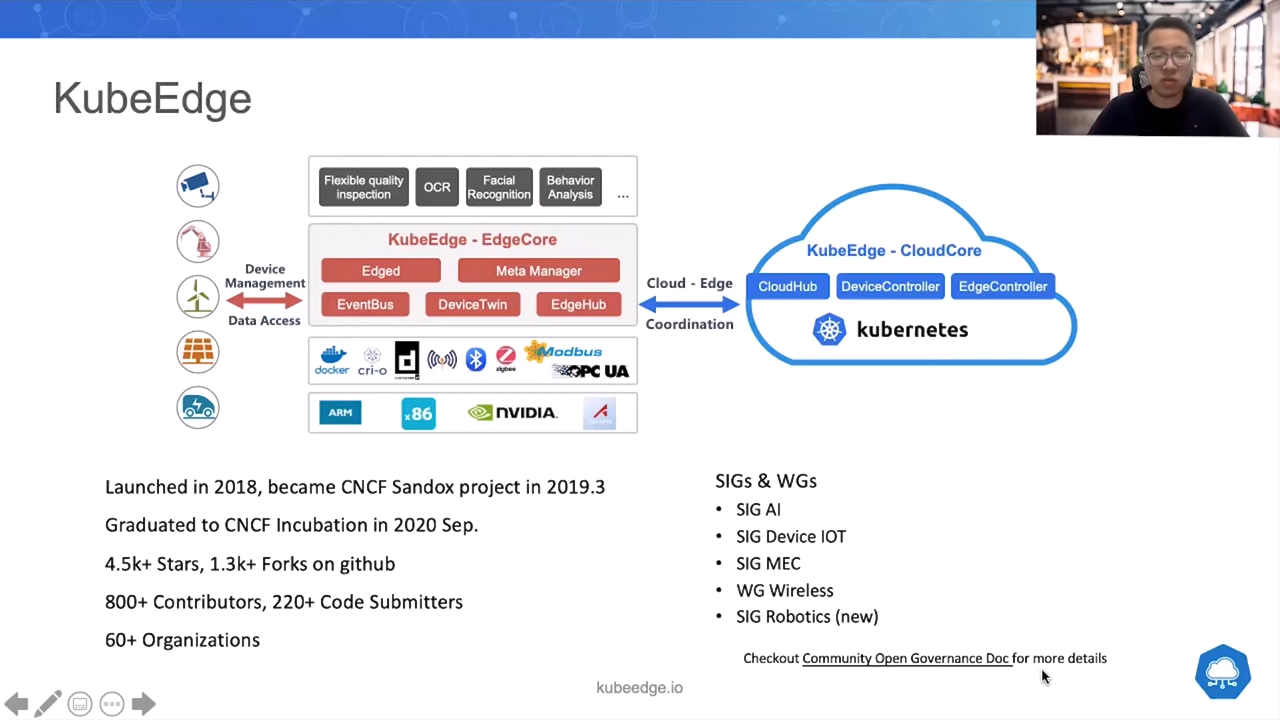 KubeEdge
Flexible quality
inspection
OCR
Facial
Recognition
Behavior
Analysis
...
KubeEdge - EdgeCore
Edged
Meta Manager
EventBus
DeviceTwin
EdgeHub
Device
Management
Data Access
Cloud - Edge
Coordination
KubeEdge - CloudCore
CloudHub
DeviceController
EdgeController
kubernetes
docker
cri-o
d
zigbee
Modbus
OPC UA
ARM
x86
NVIDIA.
Launched in 2018, became CNCF Sandox project in 2019.3
Graduated to CNCF Incubation in 2020 Sep.
4.5k+ Stars, 1.3k+ Forks on github
800+ Contributors, 220+ Code Submitters
60+ Organizations
SIGs & WGs
• SIG AI
• SIG Device IOT
• SIG MEC
• WG Wireless
• SIG Robotics (new)
Checkout Community Open Governance Doc for more details
kubeedge.io